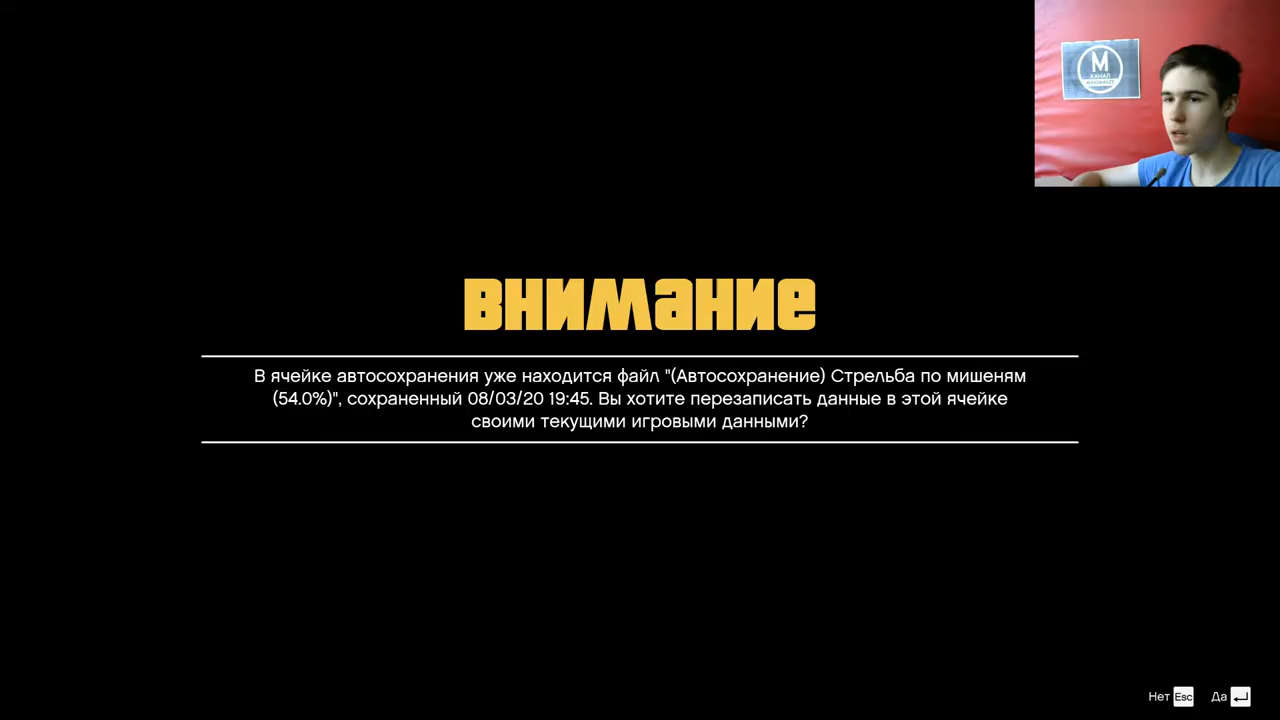 М
КАНАЛ
внимание
В ячейке автосохранения уже находится файл "(Автосохранение) Стрельба по мишеням
(54.0%)", сохраненный 08/03/20 19:45. Вы хотите перезаписать данные в этой ячейке
своими текущими игровыми данными?
Нет Esc Да